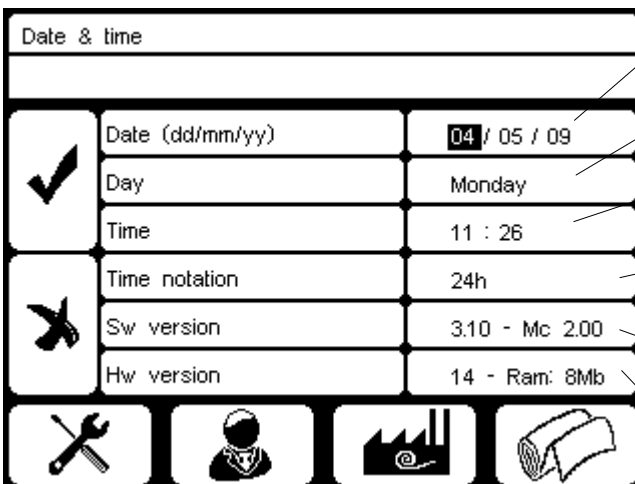 Date & time
Date (dd/mm/yy) 04 / 05 / 09
Day Monday
Time 11 : 26
Time notation 24h
Sw version 3.10 - Mc 2.00
Hw version 14 - Ram: 8Mb